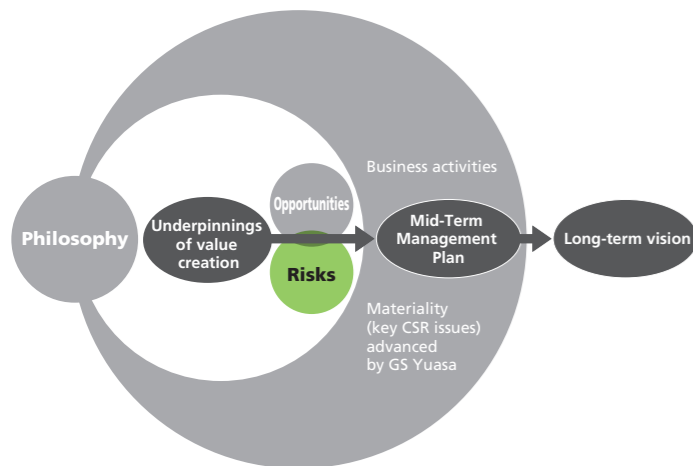 Philosophy
Underpinnings
of value
creation
Opportunities
Risks
Business activities
Mid-Term
Management
Plan
Materiality
(key CSR issues)
advanced
by GS Yuasa
Long-term vision